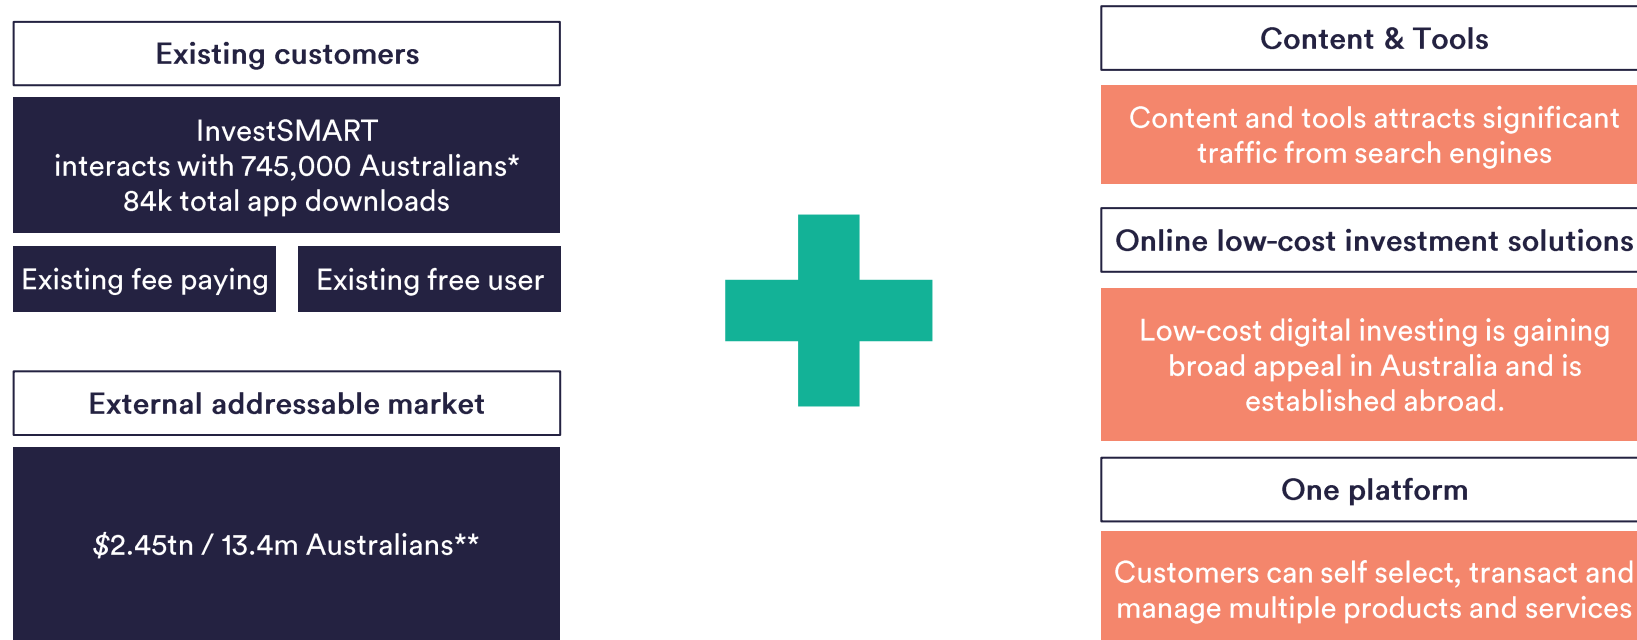 Existing customers
InvestSMART
interacts with 745,000 Australians*
84k total app downloads
Existing fee paying
Existing free user
External addressable market
$2.45tn / 13.4m Australians**
Content & Tools
Content and tools attracts significant
traffic from search engines
Online low-cost investment solutions
Low-cost digital investing is gaining
broad appeal in Australia and is
established abroad.
One platform
Customers can self select, transact and
manage multiple products and services